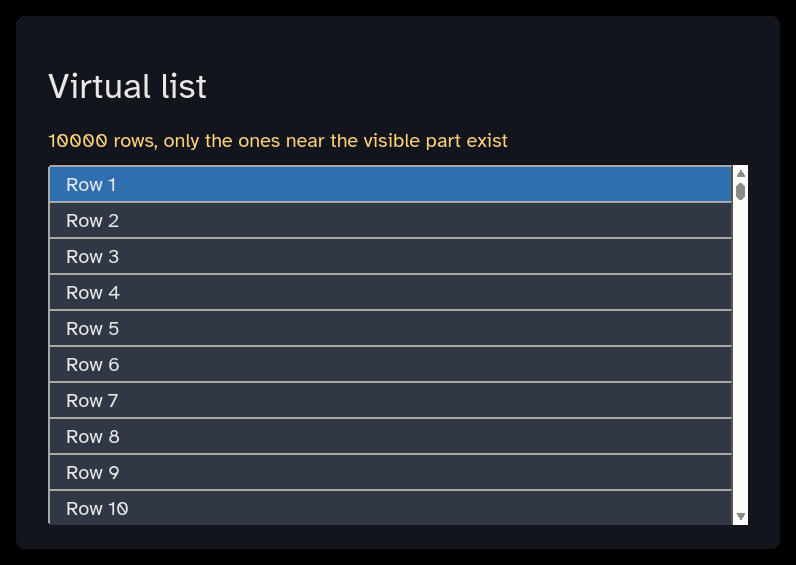 Virtual list
10000 rows, only the ones near the visible part exist
Row 1
Row 2
Row 3
Row 4
Row 5
Row 6
Row 7
Row 8
Row 9
Row 10